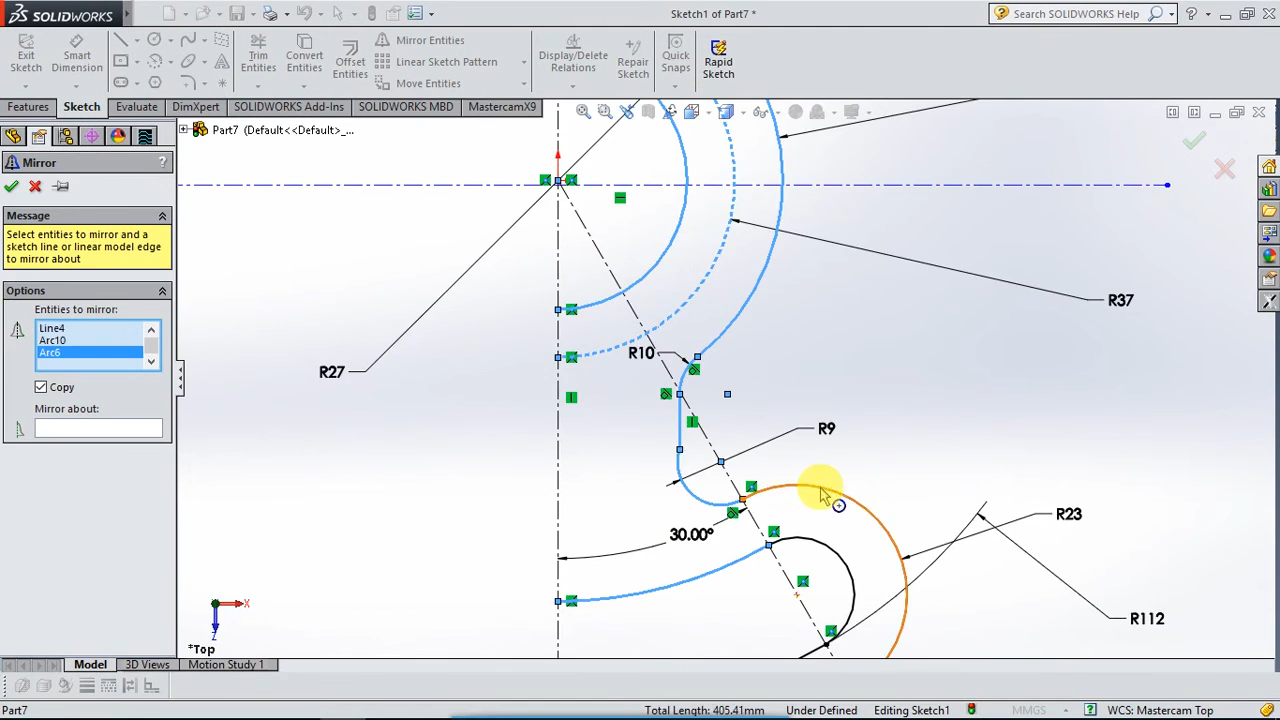 SOLIDWORKS
Sketch1 of Part7 *
Search SOLIDWORKS Help
Exit Sketch
Smart Dimension
Trim Entities
Convert Entities
Offset Entities
Mirror Entities
Linear Sketch Pattern
Move Entities
Display/Delete Relations
Repair Sketch
Quick Snaps
Rapid Sketch
Features
Sketch
Evaluate
DimXpert
SOLIDWORKS Add-Ins
SOLIDWORKS MBD
MastercamX9
Part7 (Default<<Default>_...
Mirror
?
Message
Select entities to mirror and a
sketch line or linear model edge
to mirror about
Options
Entities to mirror:
Line4
Arc10
Arc6
Copy
Mirror about:
R37
R10
R27
R9
30.00°
R23
R112
X
Z
*Top
Model
3D Views
Motion Study 1
Part7
Total Length: 405.41mm
Under Defined
Editing Sketch1
MMGS
WCS: Mastercam Top